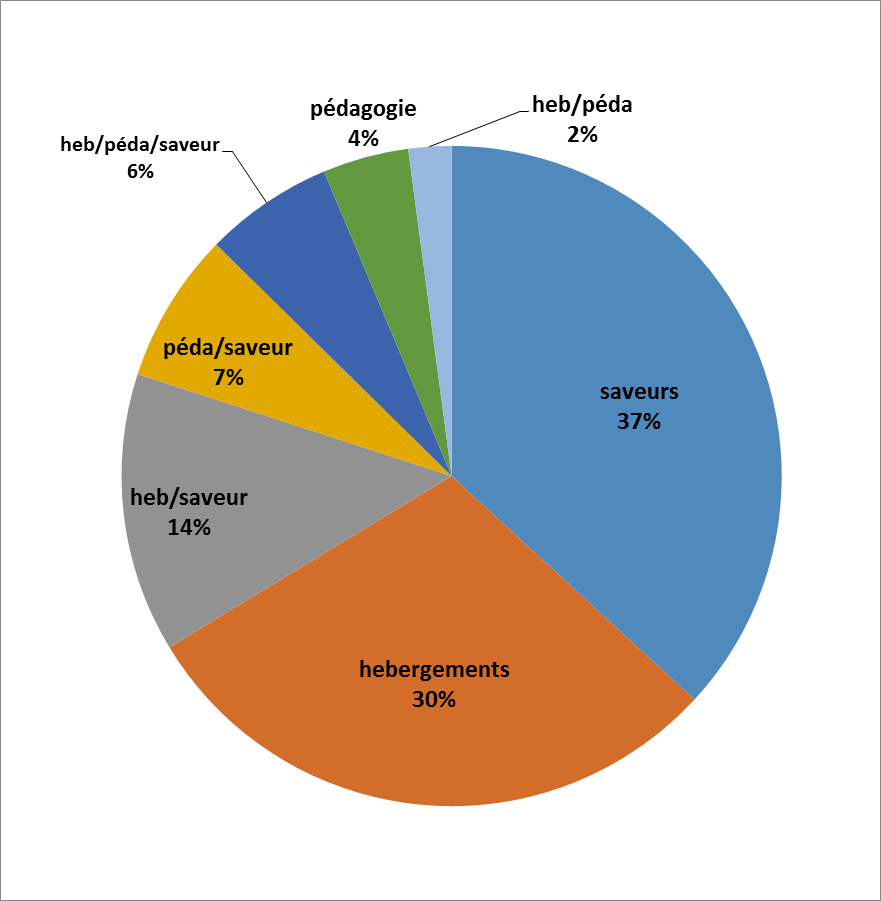 pédagogie
4%
heb/péda
2%
heb/péda/saveur
6%
péda/saveur
7%
saveurs
37%
heb/saveur
14%
hebergements
30%